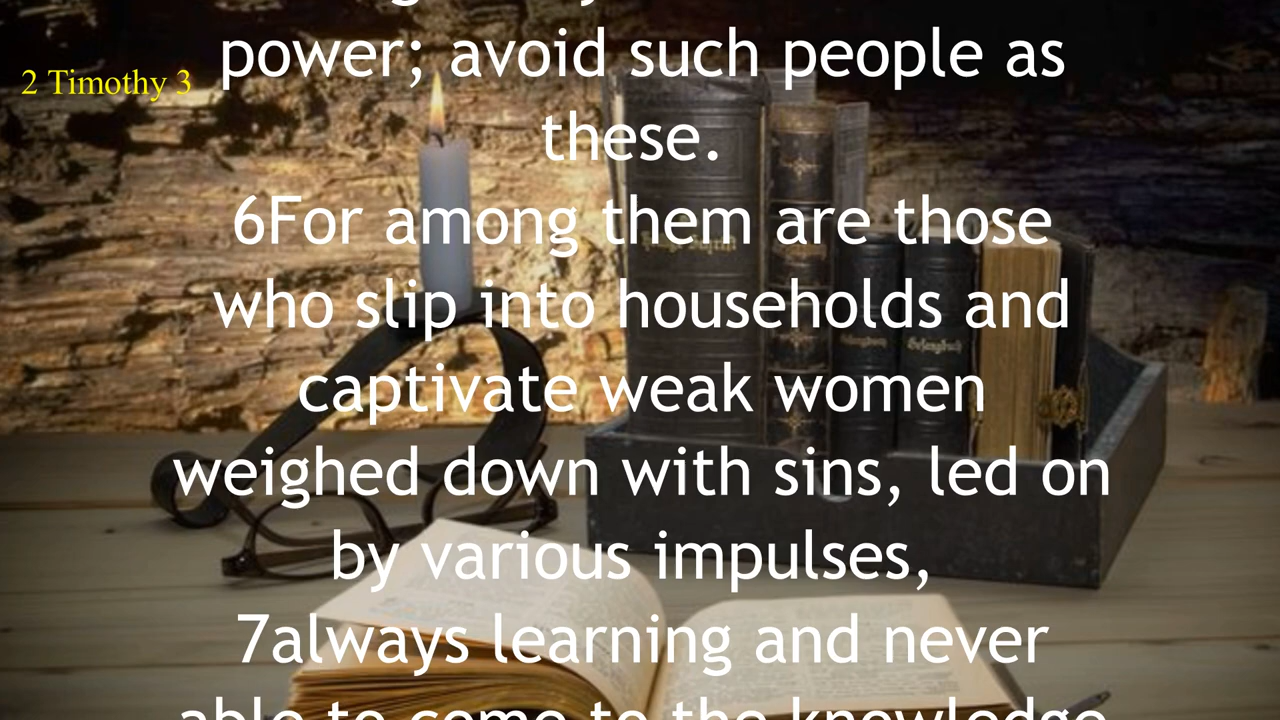 power; avoid such people as
2 Timothy 3
these.
6For among them are those
who slip into households and
captivate weak women
weighed down with sins, led on
by various impulses,
7always learning and never
able to come to the knowledge
Gesangbuch